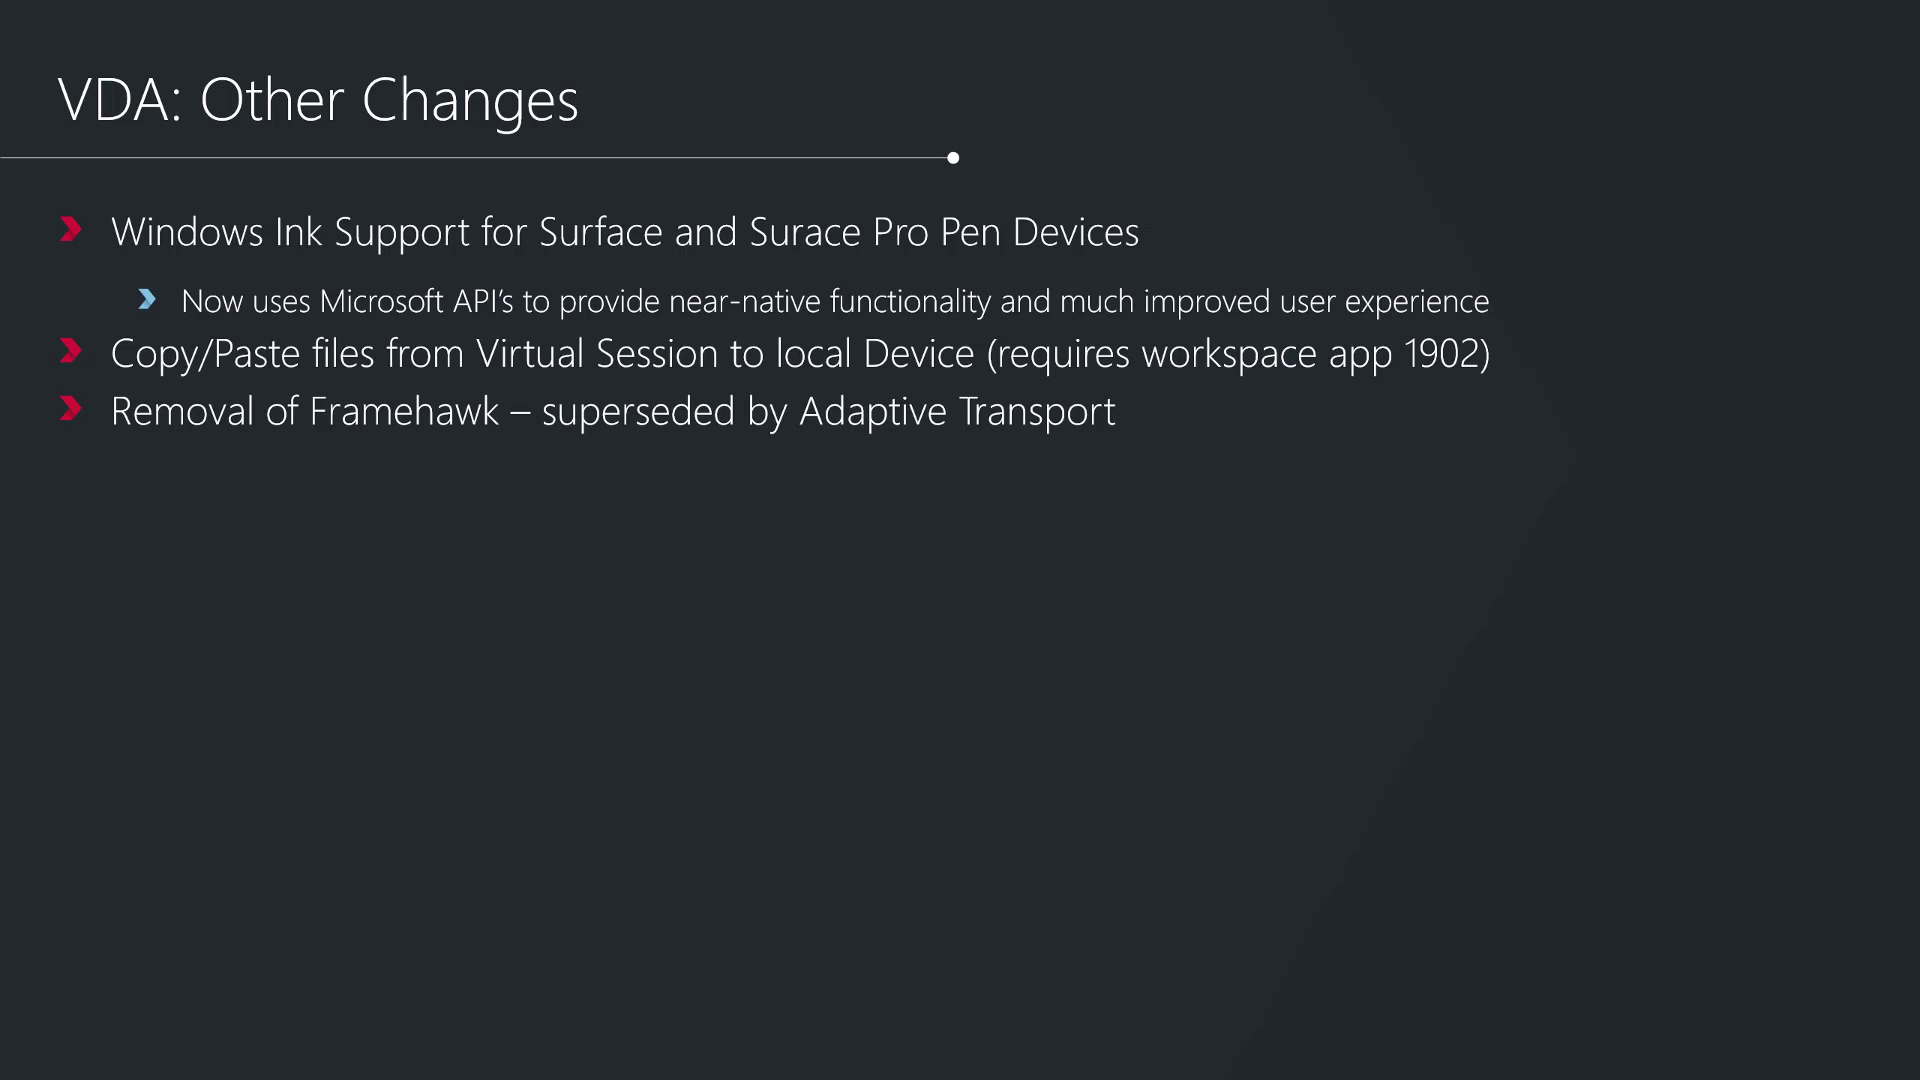 VDA: Other Changes
Windows Ink Support for Surface and Surace Pro Pen Devices
Now uses Microsoft API's to provide near-native functionality and much improved user experience
Copy/Paste files from Virtual Session to local Device (requires workspace app 1902)
Removal of Framehawk – superseded by Adaptive Transport